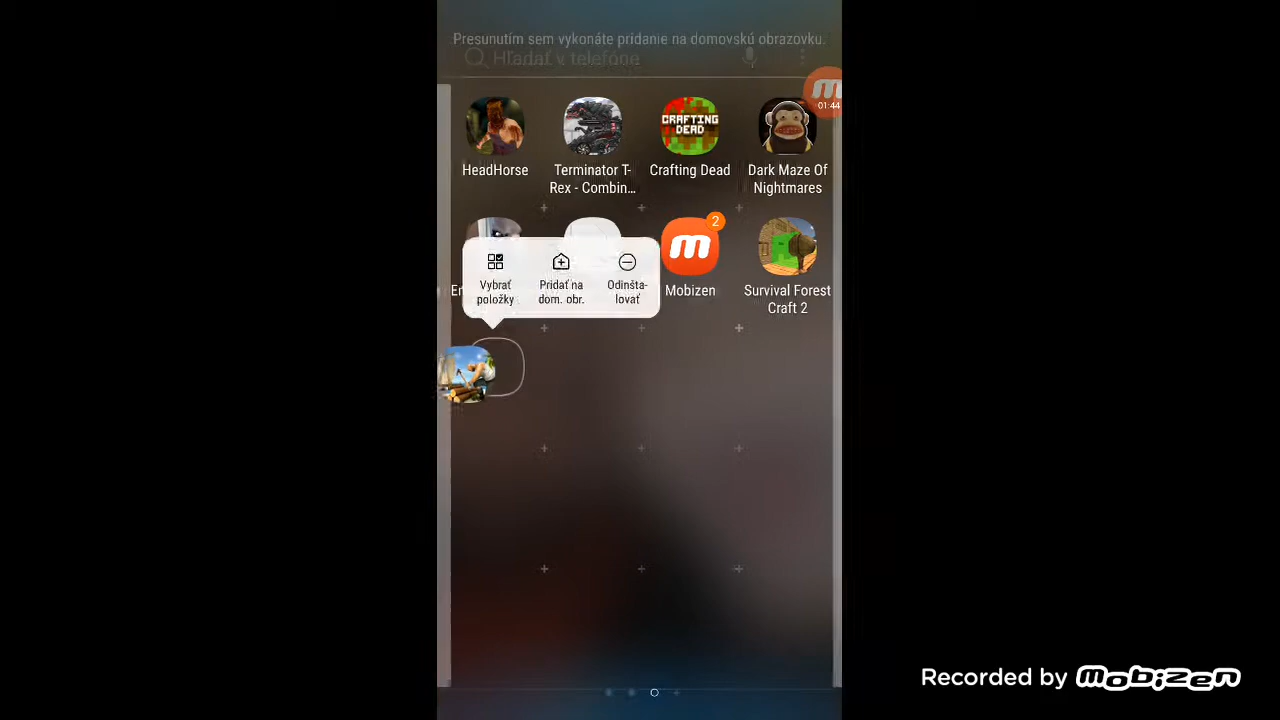 Presunutím sem vykonáte pridanie na domovskú obrazovku.
Hľadať v telefóne
01:44
CRAFTING
DEAD
HeadHorse
Terminator T-
Rex - Combin...
Crafting Dead
Dark Maze Of
Nightmares
2
m
Vybrať
položky
Pridať na
dom. obr.
Odinšta-
lovať
Mobizen
Survival Forest
Craft 2
Recorded by mobizen